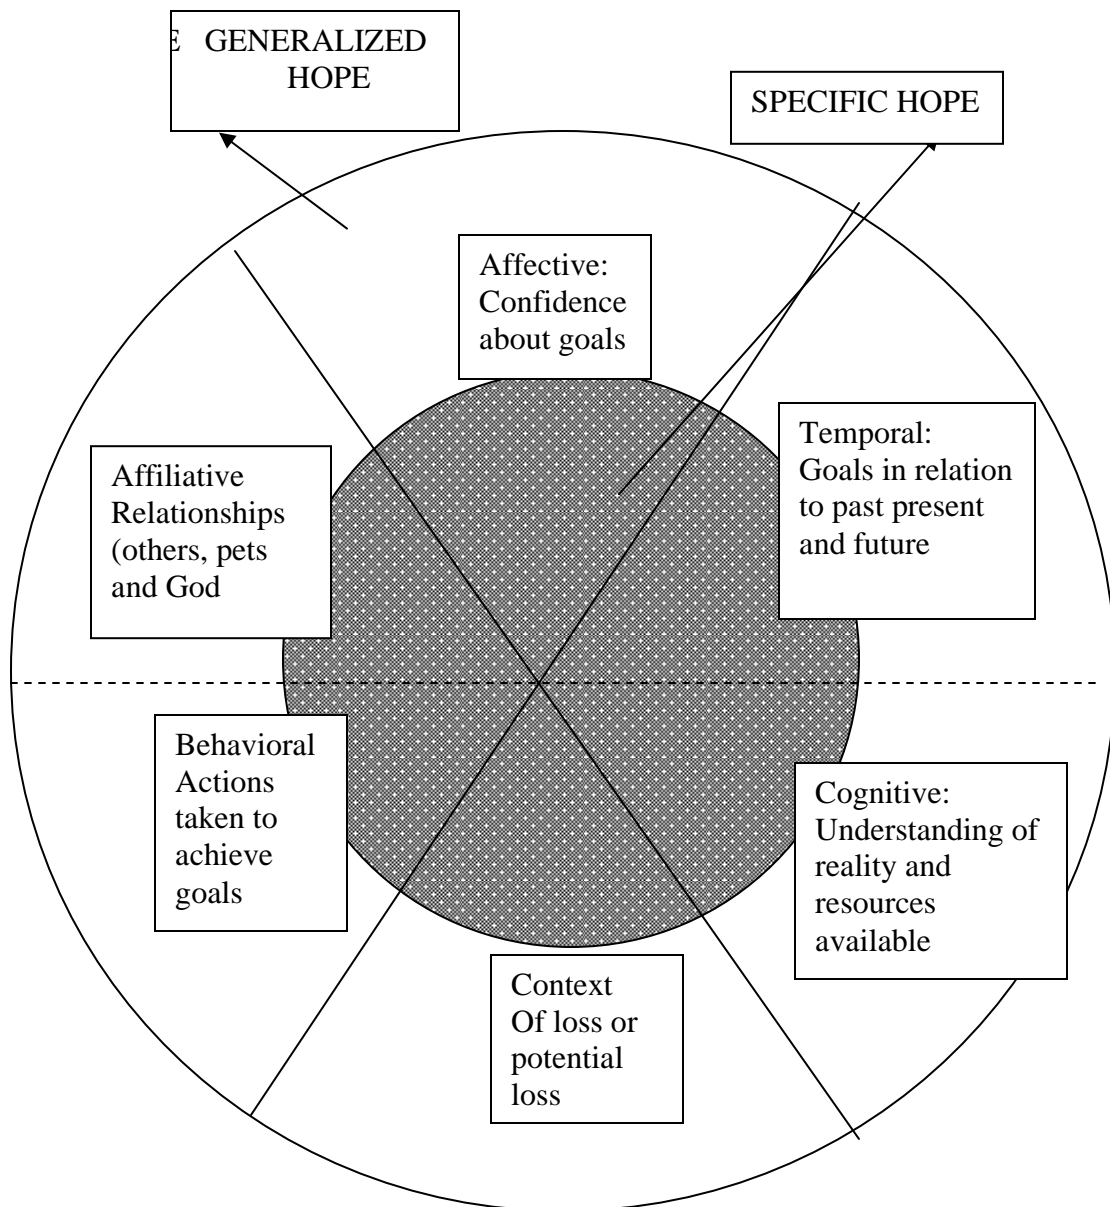 E GENERALIZED
HOPE
SPECIFIC HOPE
Affective:
Confidence
about goals
Temporal:
Goals in relation
to past present
and future
Affiliative
Relationships
(others, pets
and God
Behavioral
Actions
taken to
achieve
goals
Cognitive:
Understanding of
reality and
resources
available
Context
Of loss or
potential
loss